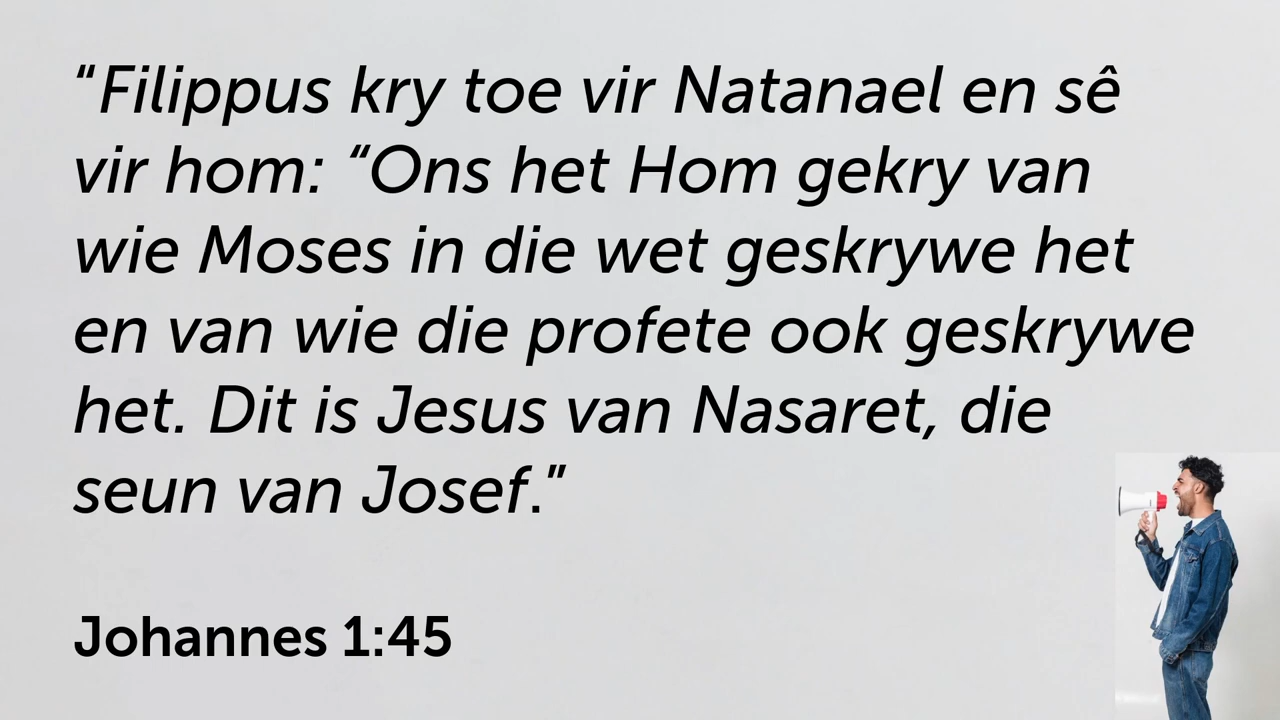 “Filippus kry toe vir Natanael en sê
vir hom: “Ons het Hom gekry van
wie Moses in die wet geskrywe het
en van wie die profete ook geskrywe
het. Dit is Jesus van Nasaret, die
seun van Josef.”
Johannes 1:45